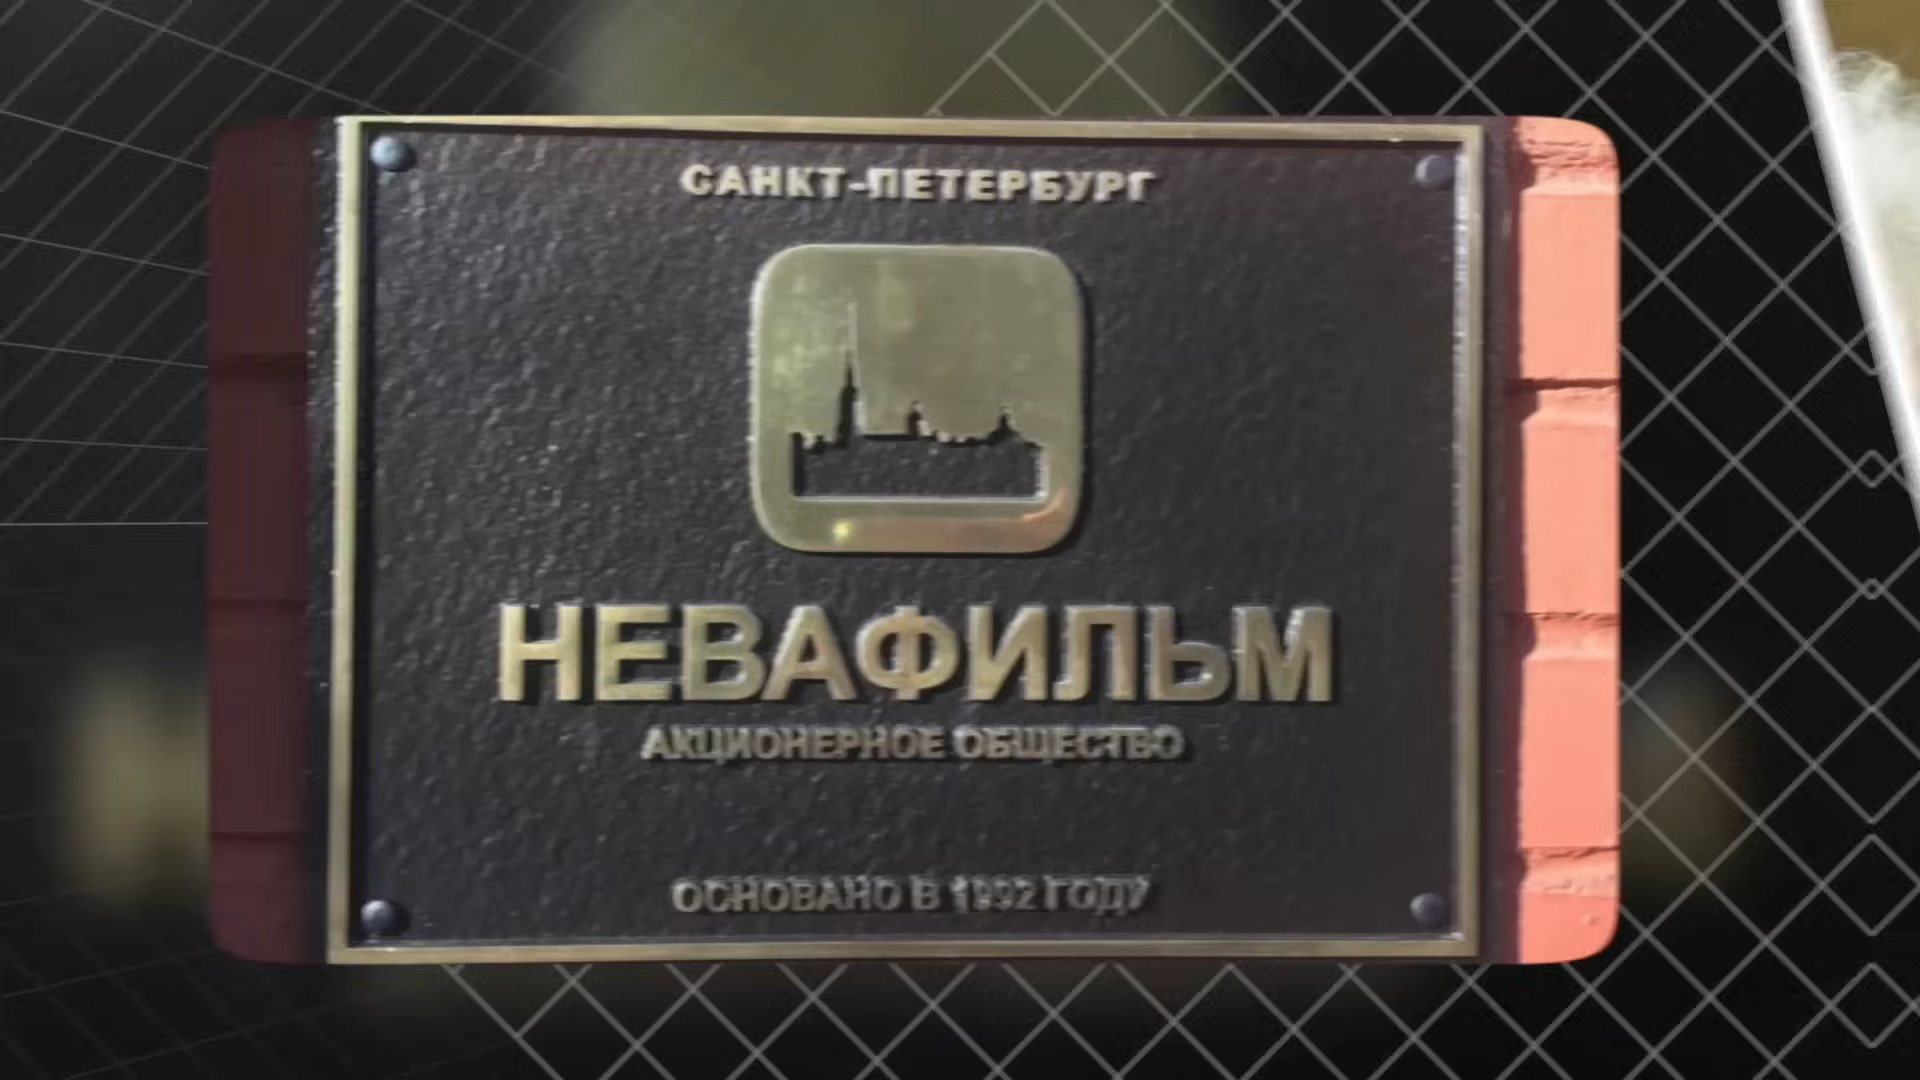 САНКТ-ПЕТЕРБУРГ
НЕВАФИЛЬМ
АКЦИОНЕРНОЕ ОБЩЕСТВО
ОСНОВАНО В 1992 ГОДУ